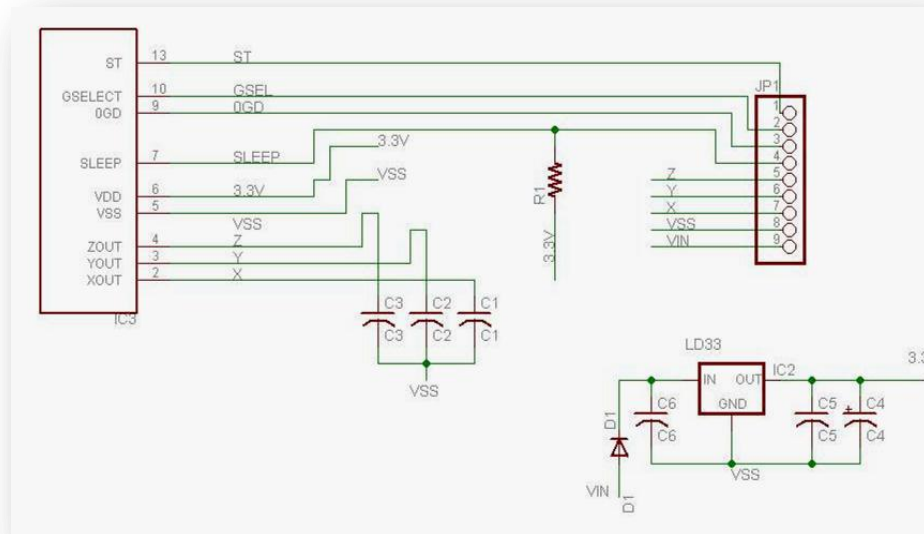 ST 13 ST
GSELECT 10 GSEL
0GD 9 0GD
SLEEP 7 SLEEP
VDD 6 3.3V
VSS 5
VSS
ZOUT 4 Z
YOUT 3 Y
XOUT 2 X
IC3
3.3V
VSS
C3 C2 C1
C3 C2 C1
VSS
R1
3.3V
JP1
1
2
3
4
Z 5
Y 6
X 7
VSS 8
VIN 9
LD33
IC2
IN OUT
GND
3.3
C6 C5 + C4
C6 C5 C4
VSS
D1
VIN
D1